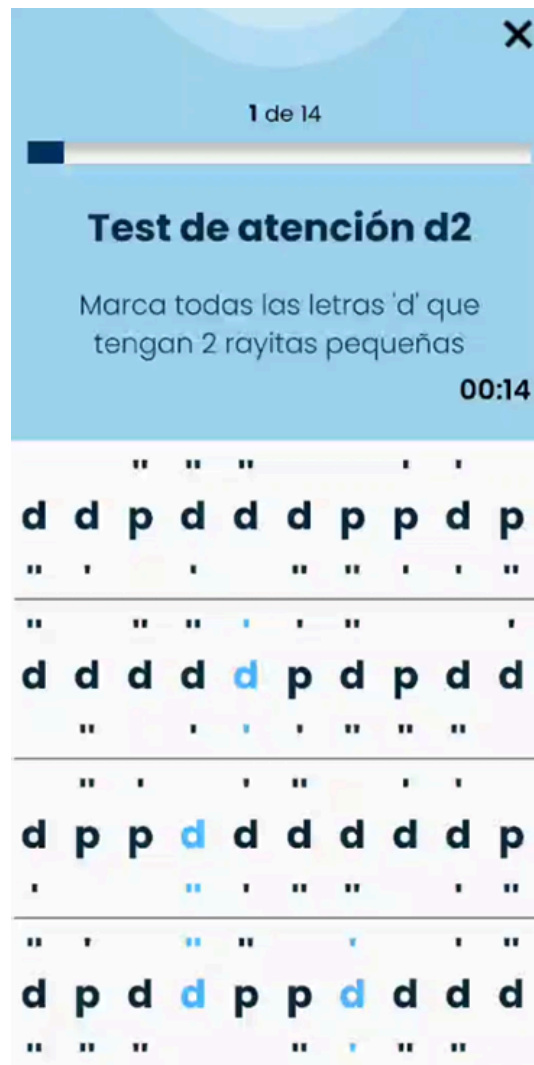 1 de 14
Test de atención d2
Marca todas las letras 'd' que
tengan 2 rayitas pequeñas
00:14
" " " ' '
d d p d d d p p d p
" ' ' " " ' ' "
" " " ' ' " '
d d d d d p d p d d
" ' ' ' " " "
" ' ' " ' '
d p p d d d d d d p
' " ' " " ' "
" ' " " ' ' "
d p d d p p d d d d
" " " " ' " "